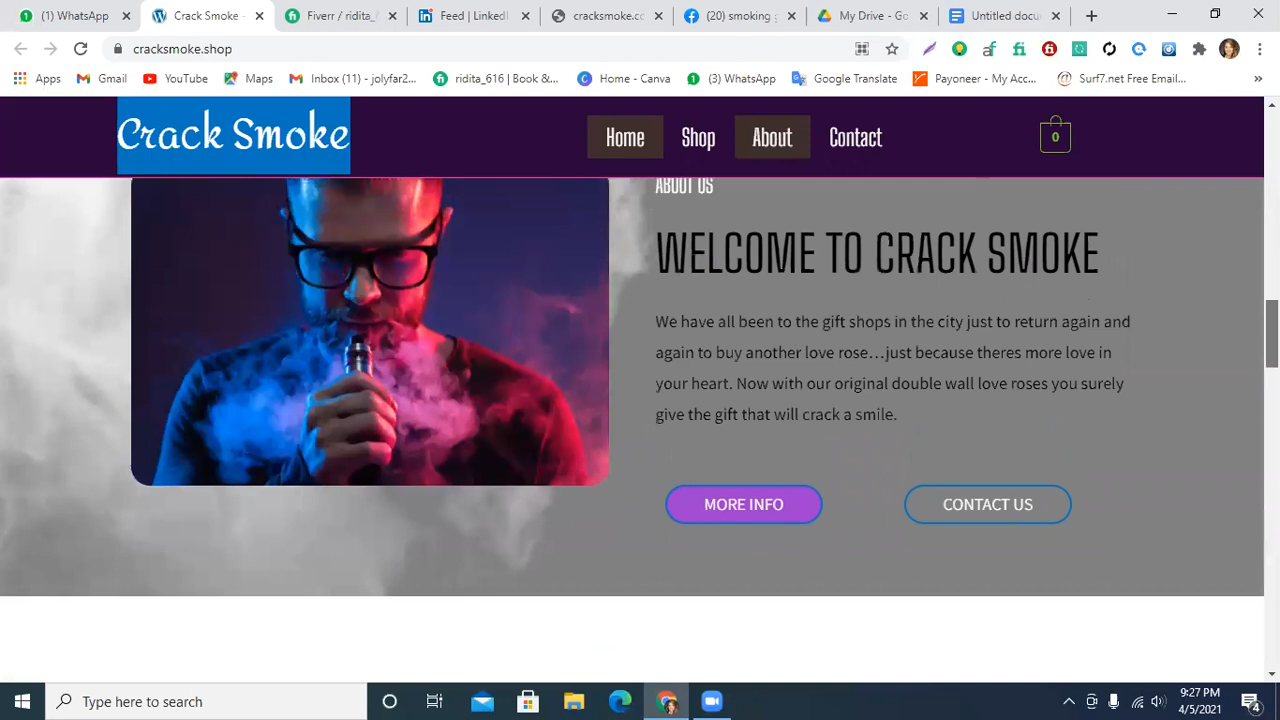 (1) WhatsApp
Crack Smoke -
Fiverr / ridita_
Feed | LinkedI
cracksmoke.co
(20) smoking g
My Drive - Go
Untitled docu
cracksmoke.shop
Apps
Gmail
YouTube
Maps
Inbox (11) - jolyfar2...
ridita_616 | Book &...
Home - Canva
(3) WhatsApp
Google Translate
Payoneer - My Acc...
Surf7.net Free Email...
Crack Smoke
Home
Shop
About
Contact
0
ABOUT US
WELCOME TO CRACK SMOKE
We have all been to the gift shops in the city just to return again and
again to buy another love rose…just because theres more love in
your heart. Now with our original double wall love roses you surely
give the gift that will crack a smile.
MORE INFO
CONTACT US
Type here to search
9:27 PM
4/5/2021
4